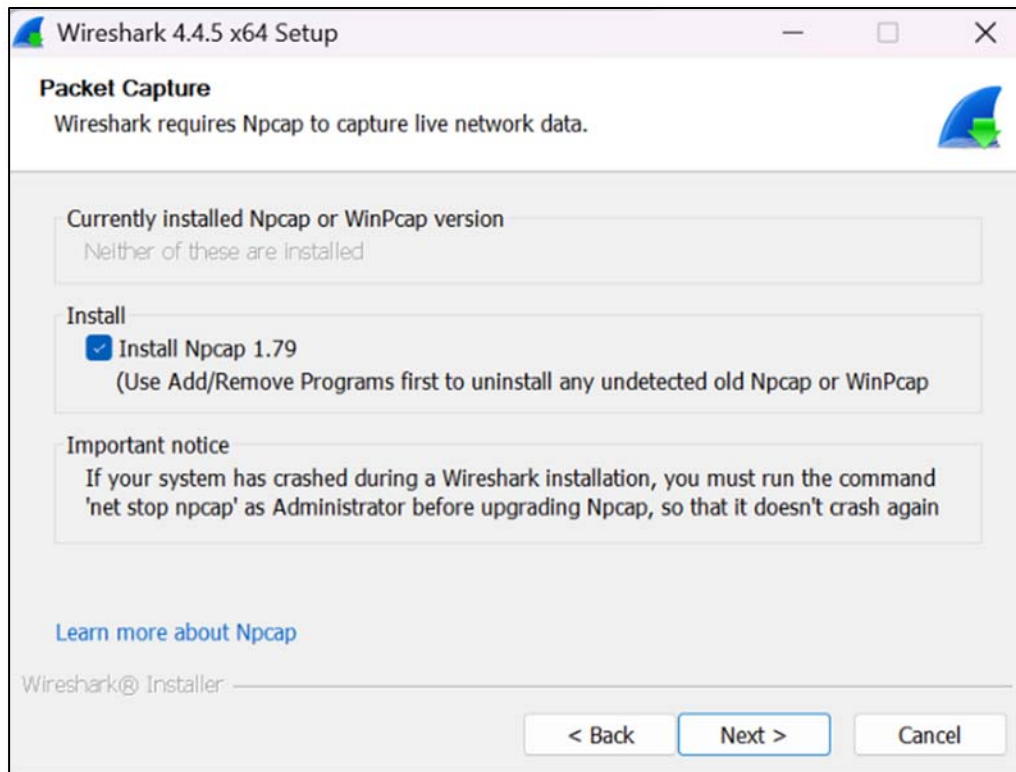 Wireshark 4.4.5 x64 Setup
Packet Capture
Wireshark requires Npcap to capture live network data.
Currently installed Npcap or WinPcap version
Neither of these are installed
Install
Install Npcap 1.79
(Use Add/Remove Programs first to uninstall any undetected old Npcap or WinPcap
Important notice
If your system has crashed during a Wireshark installation, you must run the command
'net stop npcap' as Administrator before upgrading Npcap, so that it doesn't crash again
Learn more about Npcap
Wireshark® Installer
< Back Next > Cancel